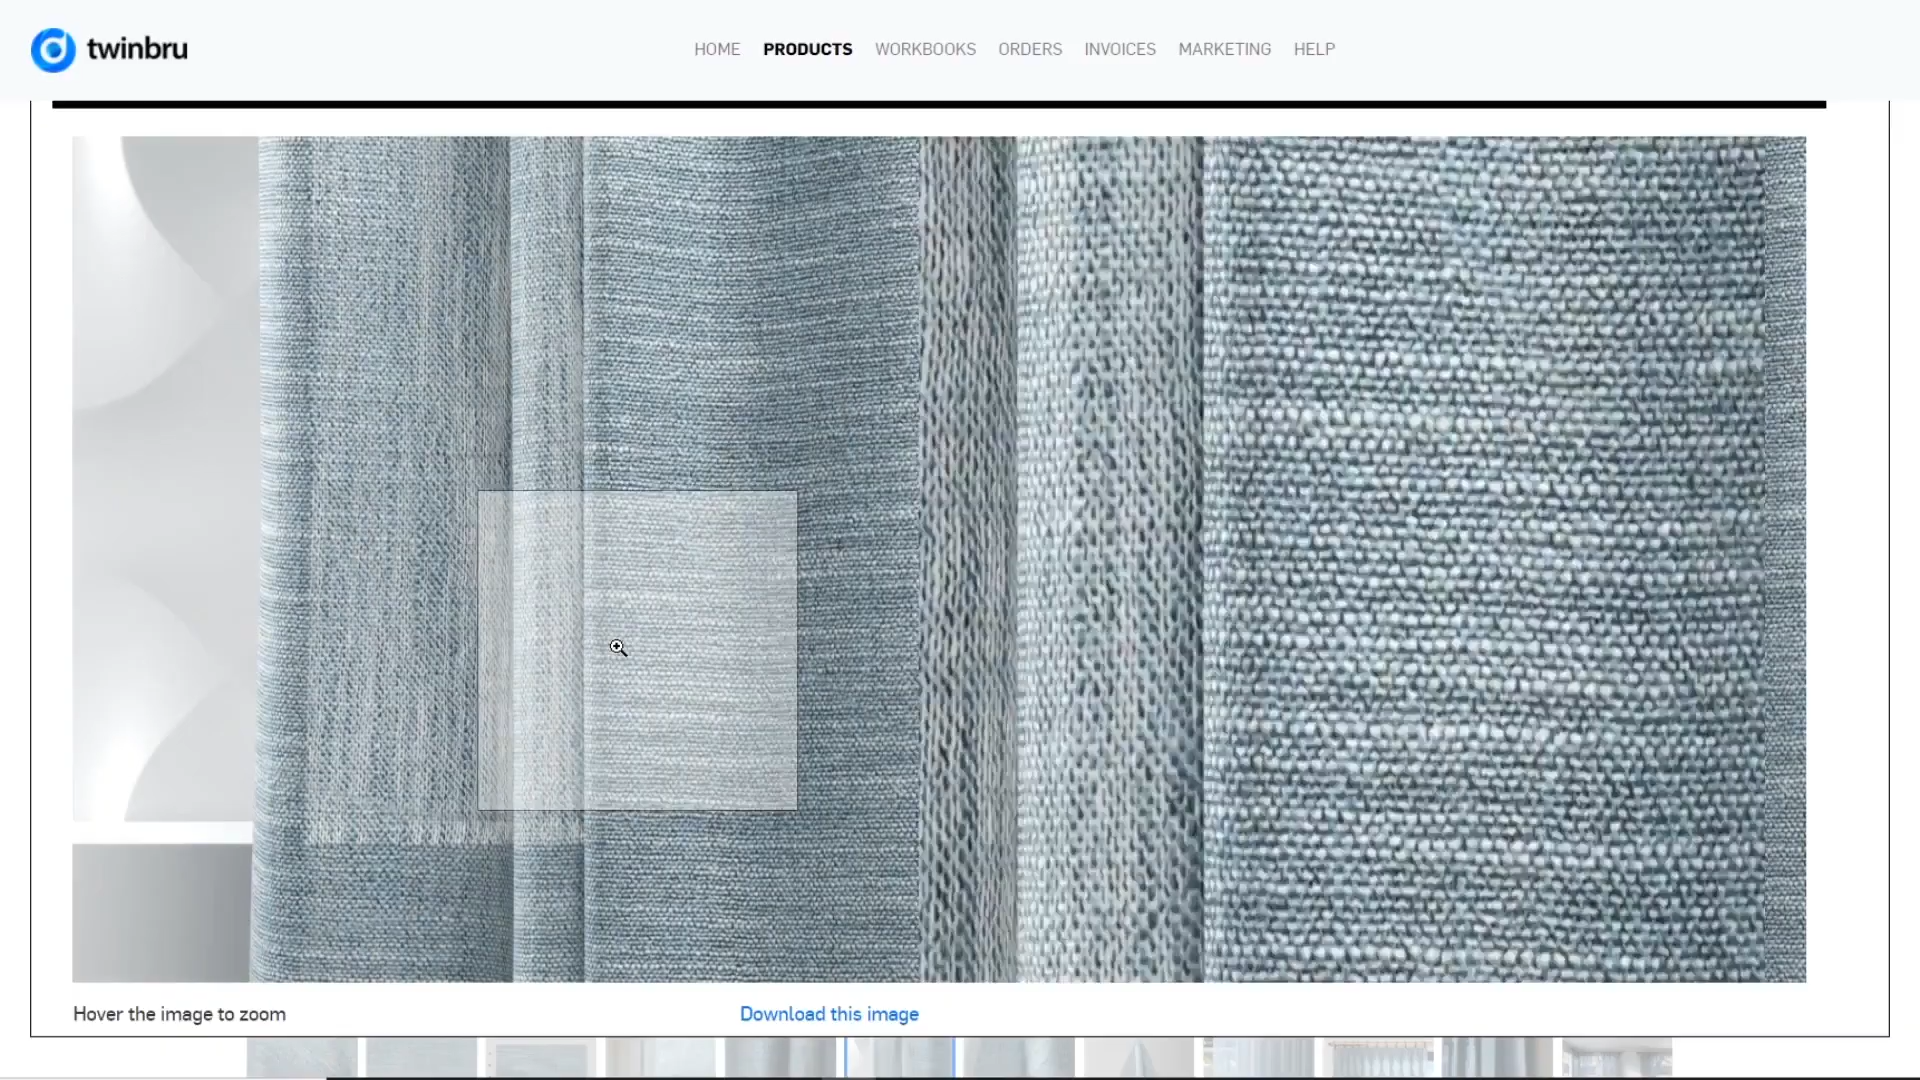 twinbru
HOME PRODUCTS WORKBOOKS ORDERS INVOICES MARKETING HELP
Hover the image to zoom
Download this image